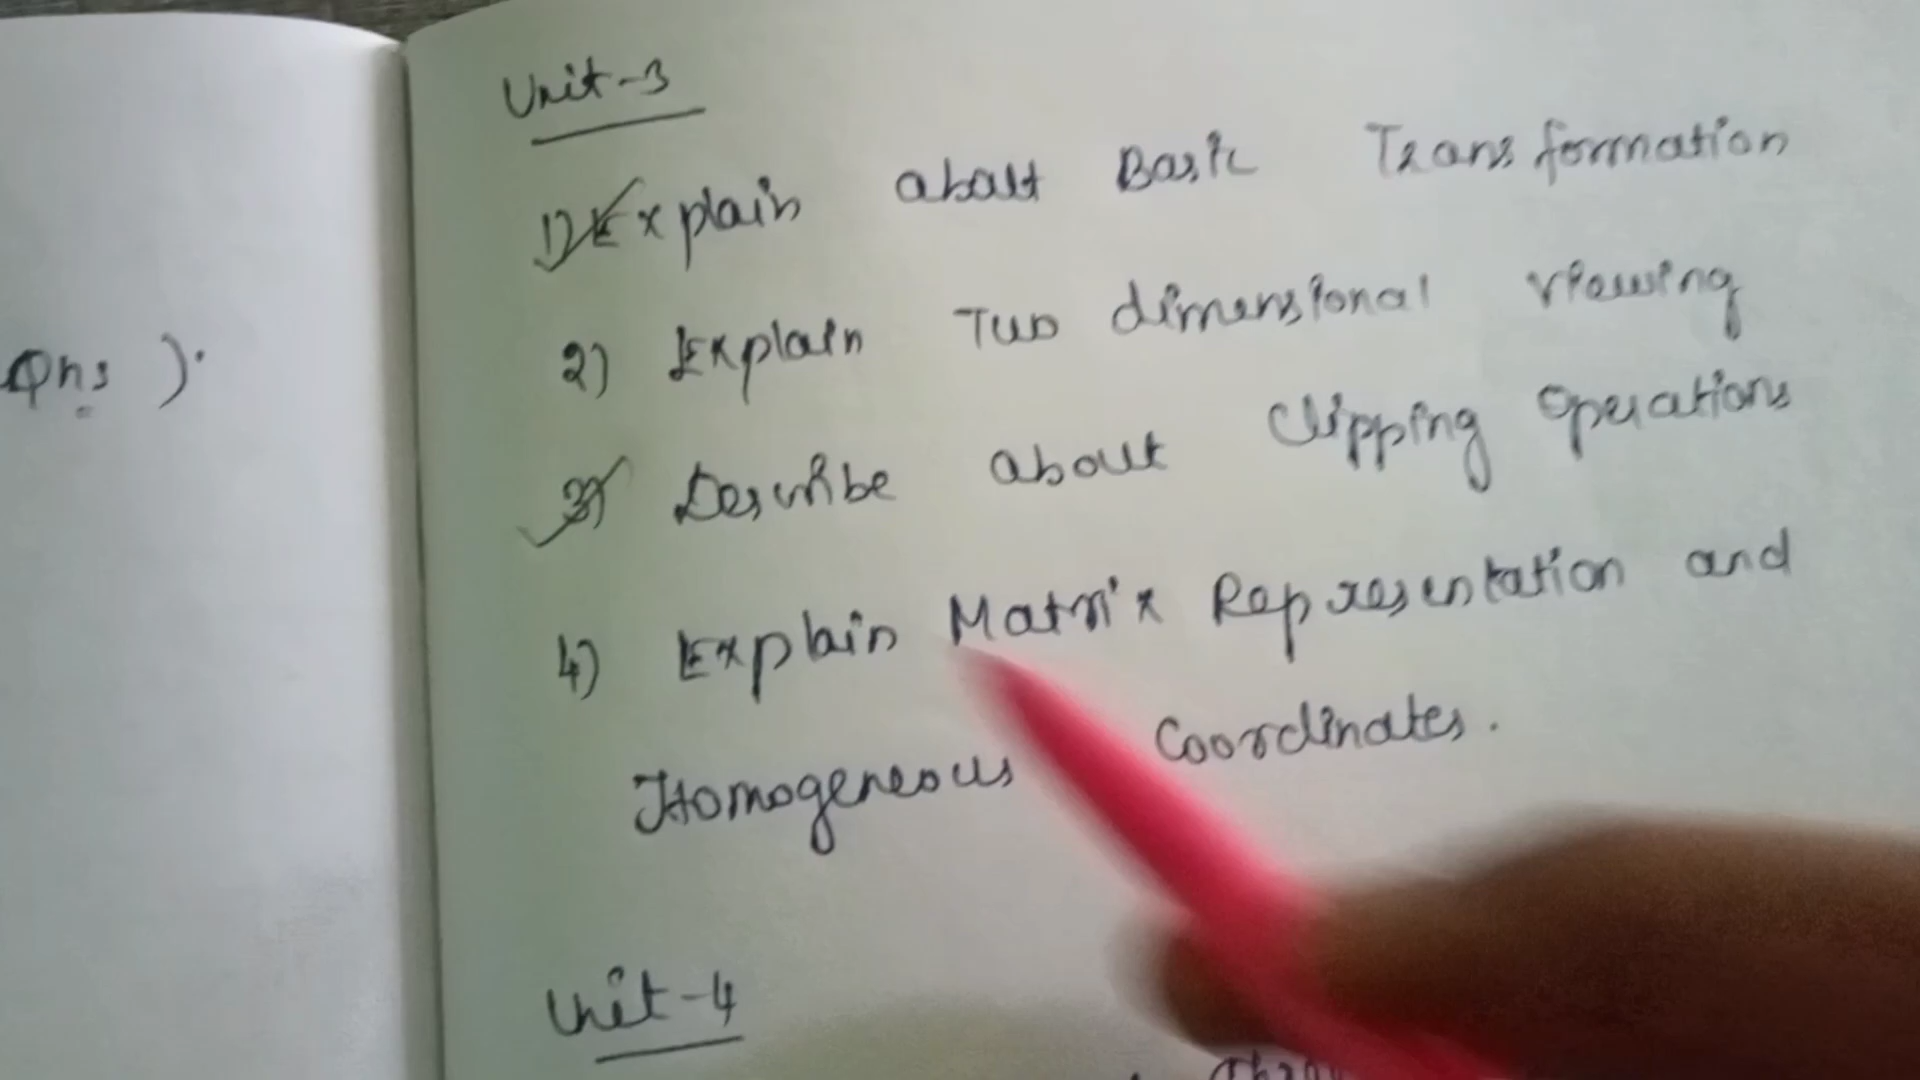 Qns ).
Unit-3
1) Explain about Basic Transformation
2) Explain Two dimensional viewing
3) Describe about Clipping Operations
4) Explain Matrix Representation and
Homogeneous Coordinates.
Unit-4